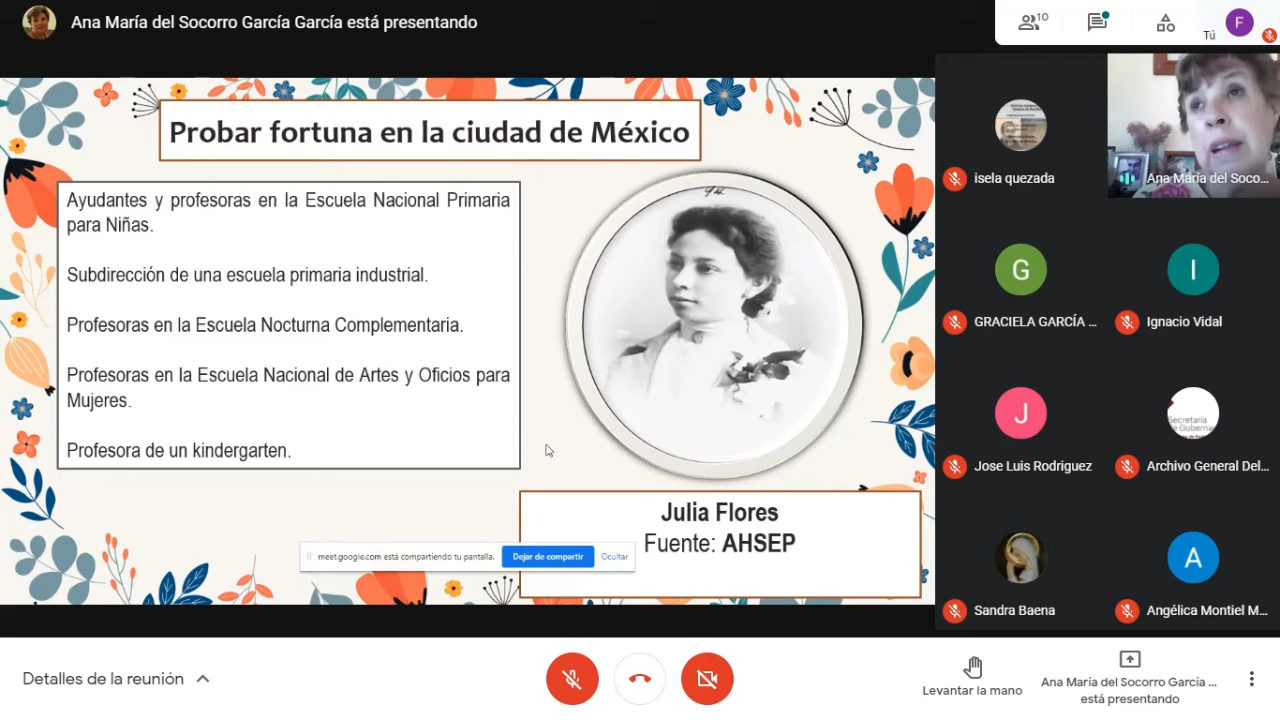 Ana María del Socorro García García está presentando
10
Tú
F
Probar fortuna en la ciudad de México
Ayudantes y profesoras en la Escuela Nacional Primaria
para Niñas.
Subdirección de una escuela primaria industrial.
Profesoras en la Escuela Nocturna Complementaria.
Profesoras en la Escuela Nacional de Artes y Oficios para
Mujeres.
Profesora de un kindergarten.
94
Julia Flores
Fuente: AHSEP
meet.google.com está compartiendo tu pantalla.
Dejar de compartir
Ocultar
isela quezada
Ana María del Soco...
G
GRACIELA GARCÍA ...
I
Ignacio Vidal
J
Jose Luis Rodriguez
Secretaría
de Goberna
Archivo General Del...
Sandra Baena
A
Angélica Montiel M...
Detalles de la reunión
Levantar la mano
Ana María del Socorro García ...
está presentando